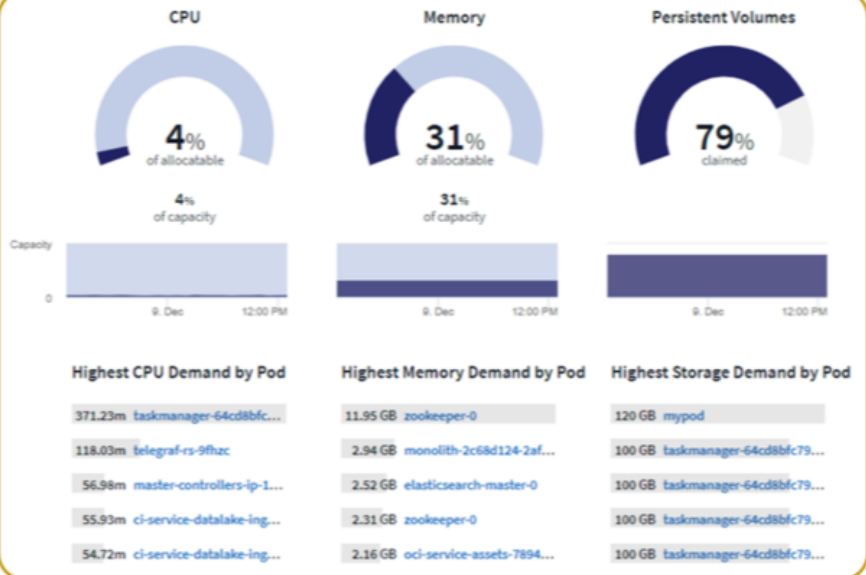 CPU
4%
of allocatable
4%
of capacity
Capacity
0
9. Dec
12:00 PM
Memory
31%
of allocatable
31%
of capacity
9. Dec
12:00 PM
Persistent Volumes
79%
claimed
9. Dec
12:00 PM
Highest CPU Demand by Pod
371.23m taskmanager-64cd8bfc...
118.03m telegraf-rs-9fhzc
56.98m master-controllers-ip-1...
55.93m ci-service-datalake-ing...
54.72m ci-service-datalake-ing...
Highest Memory Demand by Pod
11.95 GB zookeeper-0
2.94 GB monolith-2c68d124-2af...
2.52 GB elasticsearch-master-0
2.31 GB zookeeper-0
2.16 GB oci-service-assets-7894...
Highest Storage Demand by Pod
120 GB mypod
100 GB taskmanager-64cd8bfc79...
100 GB taskmanager-64cd8bfc79...
100 GB taskmanager-64cd8bfc79...
100 GB taskmanager-64cd8bfc79...